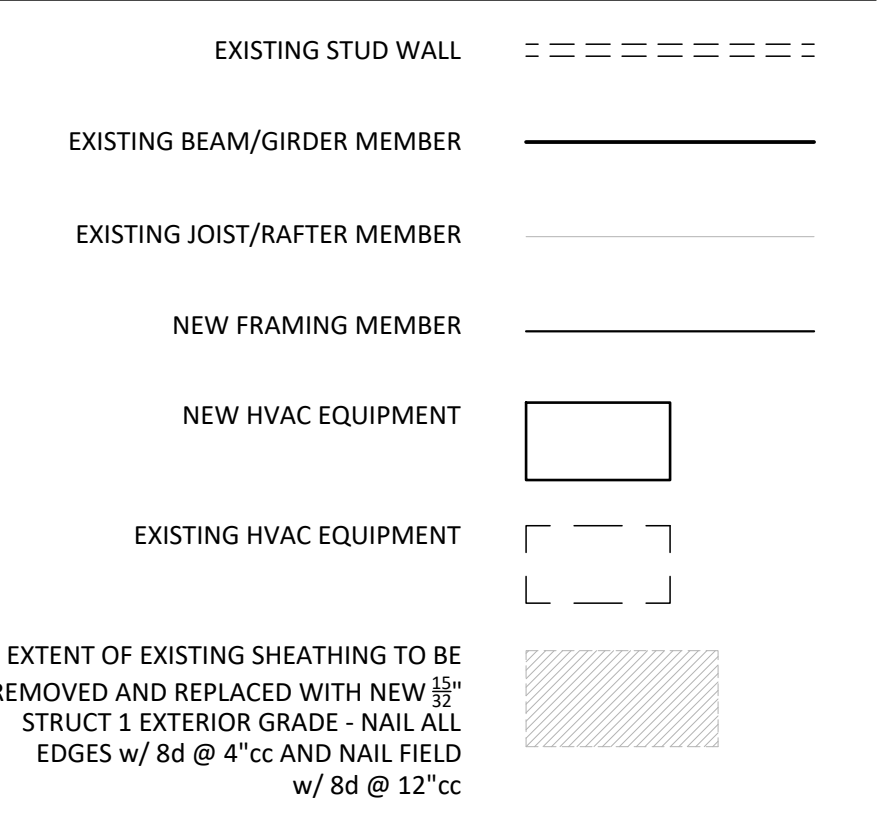 EXISTING STUD WALL
EXISTING BEAM/GIRDER MEMBER
EXISTING JOIST/RAFTER MEMBER
NEW FRAMING MEMBER
NEW HVAC EQUIPMENT
EXISTING HVAC EQUIPMENT
EXTENT OF EXISTING SHEATHING TO BE
REMOVED AND REPLACED WITH NEW 15/32"
STRUCT 1 EXTERIOR GRADE - NAIL ALL
EDGES w/ 8d @ 4"cc AND NAIL FIELD
w/ 8d @ 12"cc